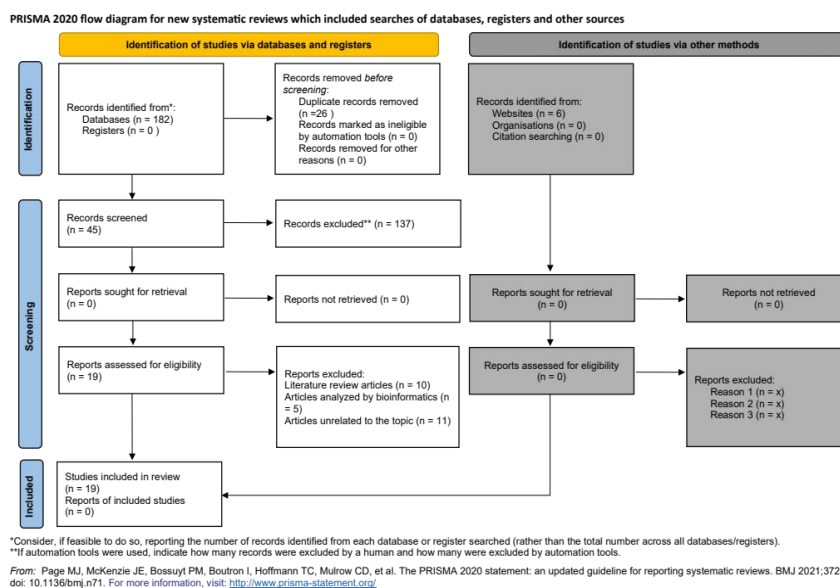 PRISMA 2020 flow diagram for new systematic reviews which included searches of databases, registers and other sources
Identification of studies via databases and registers
Identification of studies via other methods
Identification
Records identified from*:
Databases (n = 182)
Registers (n = 0 )
Records removed before
screening:
Duplicate records removed
(n =26 )
Records marked as ineligible
by automation tools (n = 0)
Records removed for other
reasons (n = 0)
Records identified from:
Websites (n = 6)
Organisations (n = 0)
Citation searching (n = 0)
Screening
Records screened
(n = 45)
Records excluded** (n = 137)
Reports sought for retrieval
(n = 0)
Reports not retrieved (n = 0)
Reports sought for retrieval
(n = 0)
Reports not retrieved
(n = 0)
Reports assessed for eligibility
(n = 19)
Reports excluded:
Literature review articles (n = 10)
Articles analyzed by bioinformatics (n
= 5)
Articles unrelated to the topic (n = 11)
Reports assessed for eligibility
(n = 0)
Reports excluded:
Reason 1 (n = x)
Reason 2 (n = x)
Reason 3 (n = x)
Included
Studies included in review
(n = 19)
Reports of included studies
(n = 0)
*Consider, if feasible to do so, reporting the number of records identified from each database or register searched (rather than the total number across all databases/registers).
**If automation tools were used, indicate how many records were excluded by a human and how many were excluded by automation tools.
From: Page MJ, McKenzie JE, Bossuyt PM, Boutron I, Hoffmann TC, Mulrow CD, et al. The PRISMA 2020 statement: an updated guideline for reporting systematic reviews. BMJ 2021;372
doi: 10.1136/bmj.n71. For more information, visit: http://www.prisma-statement.org/